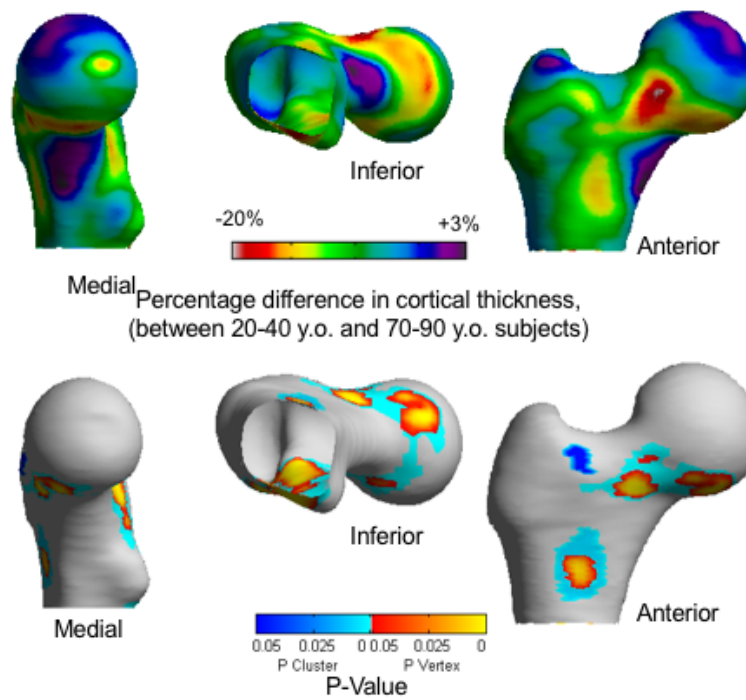 Inferior
-20%
+3%
Anterior
Medial
Percentage difference in cortical thickness,
(between 20-40 y.o. and 70-90 y.o. subjects)
Inferior
Medial
Anterior
0.05 0.025 0 0.05 0.025 0
P Cluster P Vertex
P-Value